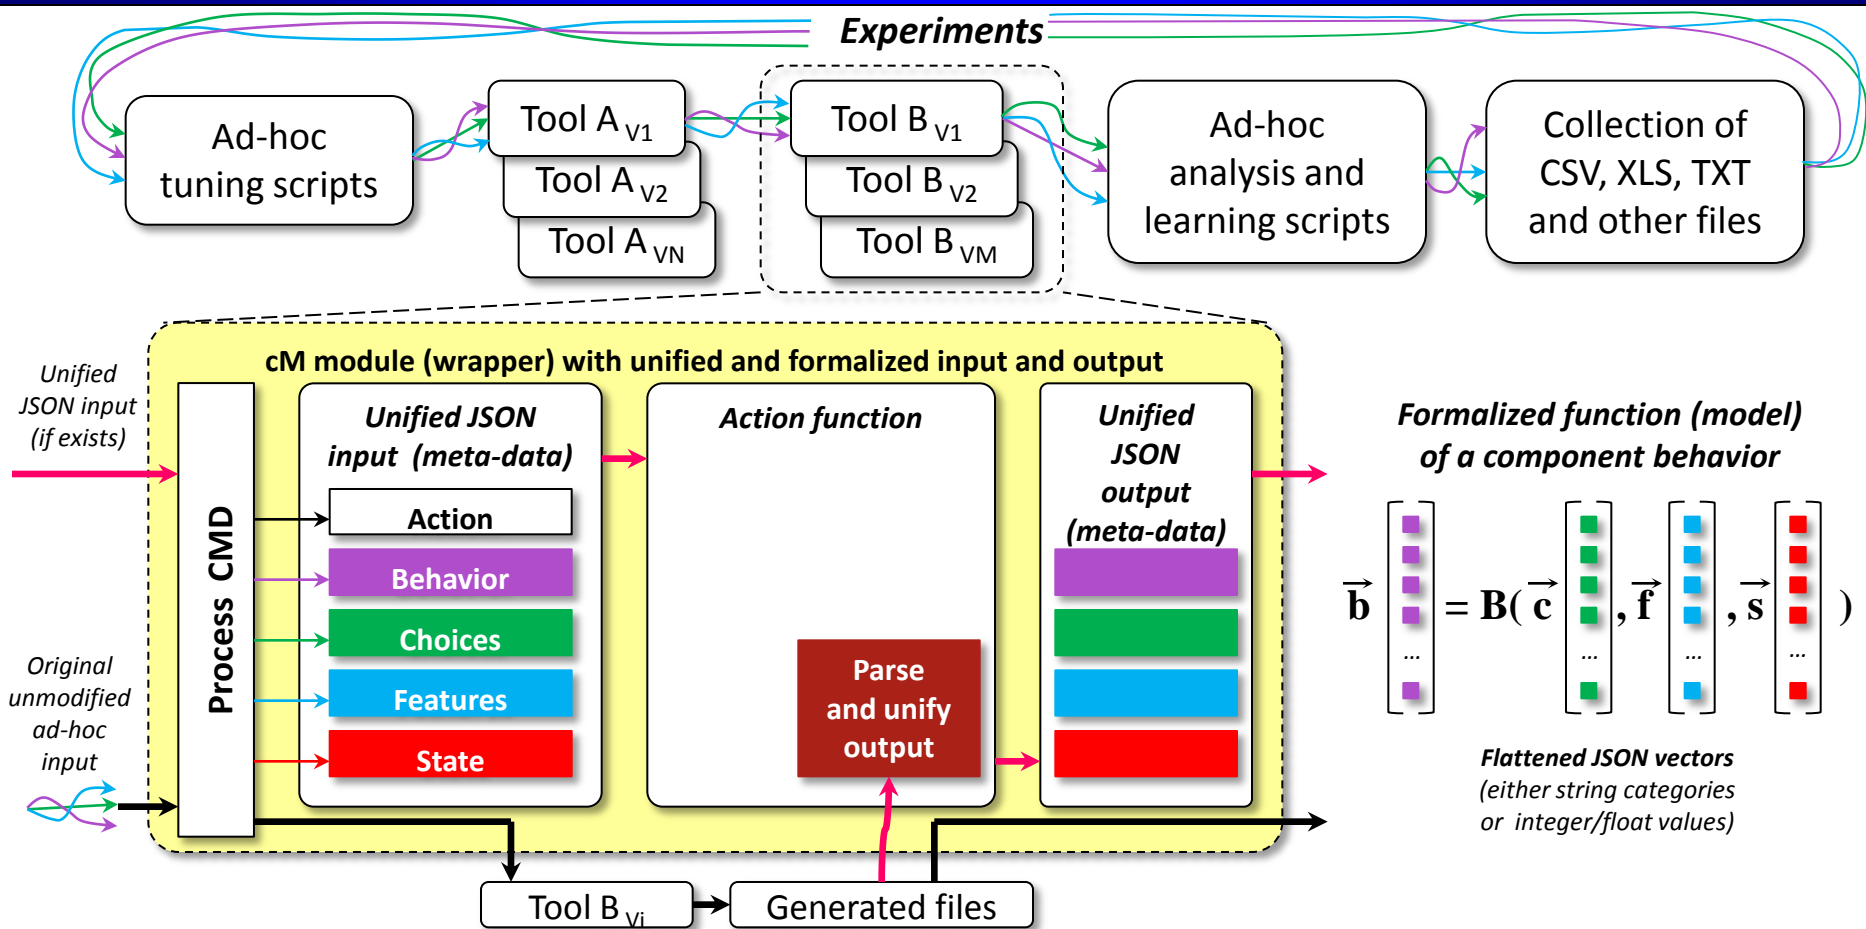 Experiments
Ad-hoc
tuning scripts
Tool A V1
Tool A V2
Tool A VN
Tool B V1
Tool B V2
Tool B VM
Ad-hoc
analysis and
learning scripts
Collection of
CSV, XLS, TXT
and other files
cM module (wrapper) with unified and formalized input and output
Unified
JSON input
(if exists)
Original
unmodified
ad-hoc
input
Process CMD
Unified JSON
input (meta-data)
Action
Behavior
Choices
Features
State
Action function
Parse
and unify
output
Unified
JSON
output
(meta-data)
Tool B Vi
Generated files
Formalized function (model)
of a component behavior
b = B( c , f , s )
... ... ... ...
Flattened JSON vectors
(either string categories
or integer/float values)